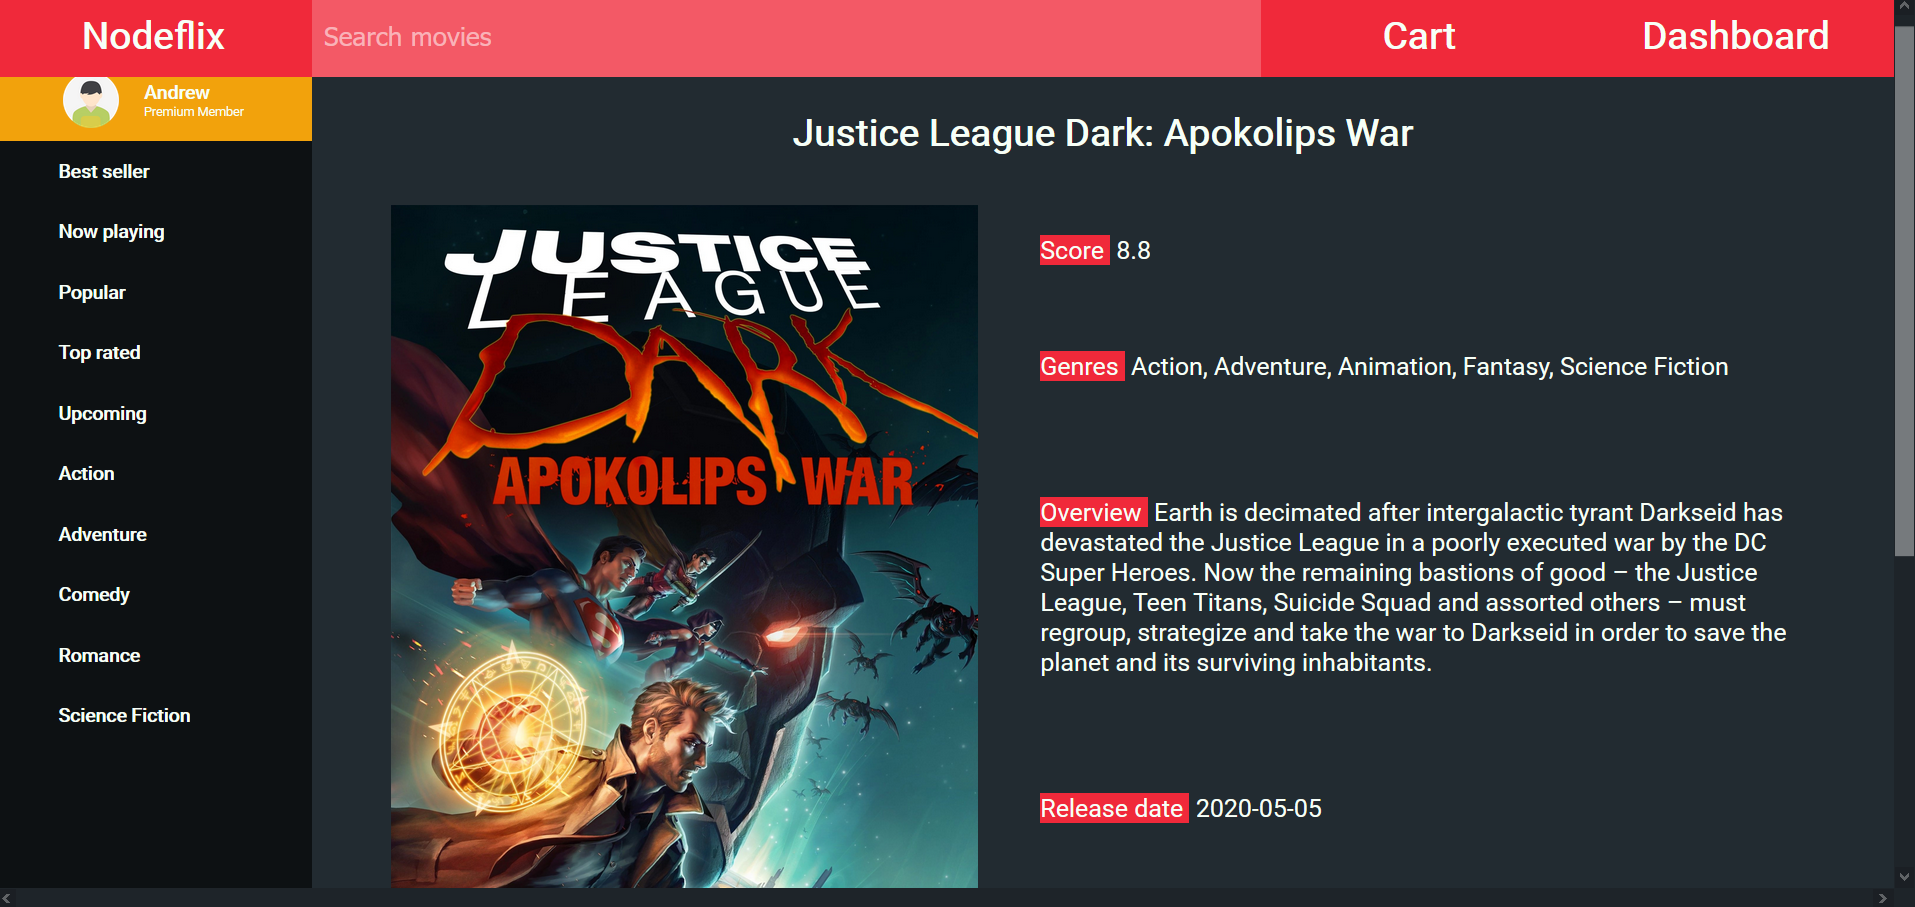 Nodeflix
Search movies
Cart
Dashboard
Andrew
Premium Member
Best seller
Now playing
Popular
Top rated
Upcoming
Action
Adventure
Comedy
Romance
Science Fiction
Justice League Dark: Apokolips War
JUSTICE
LEAGUE
DARK
APOKOLIPS WAR
Score 8.8
Genres Action, Adventure, Animation, Fantasy, Science Fiction
Overview Earth is decimated after intergalactic tyrant Darkseid has
devastated the Justice League in a poorly executed war by the DC
Super Heroes. Now the remaining bastions of good – the Justice
League, Teen Titans, Suicide Squad and assorted others – must
regroup, strategize and take the war to Darkseid in order to save the
planet and its surviving inhabitants.
Release date 2020-05-05